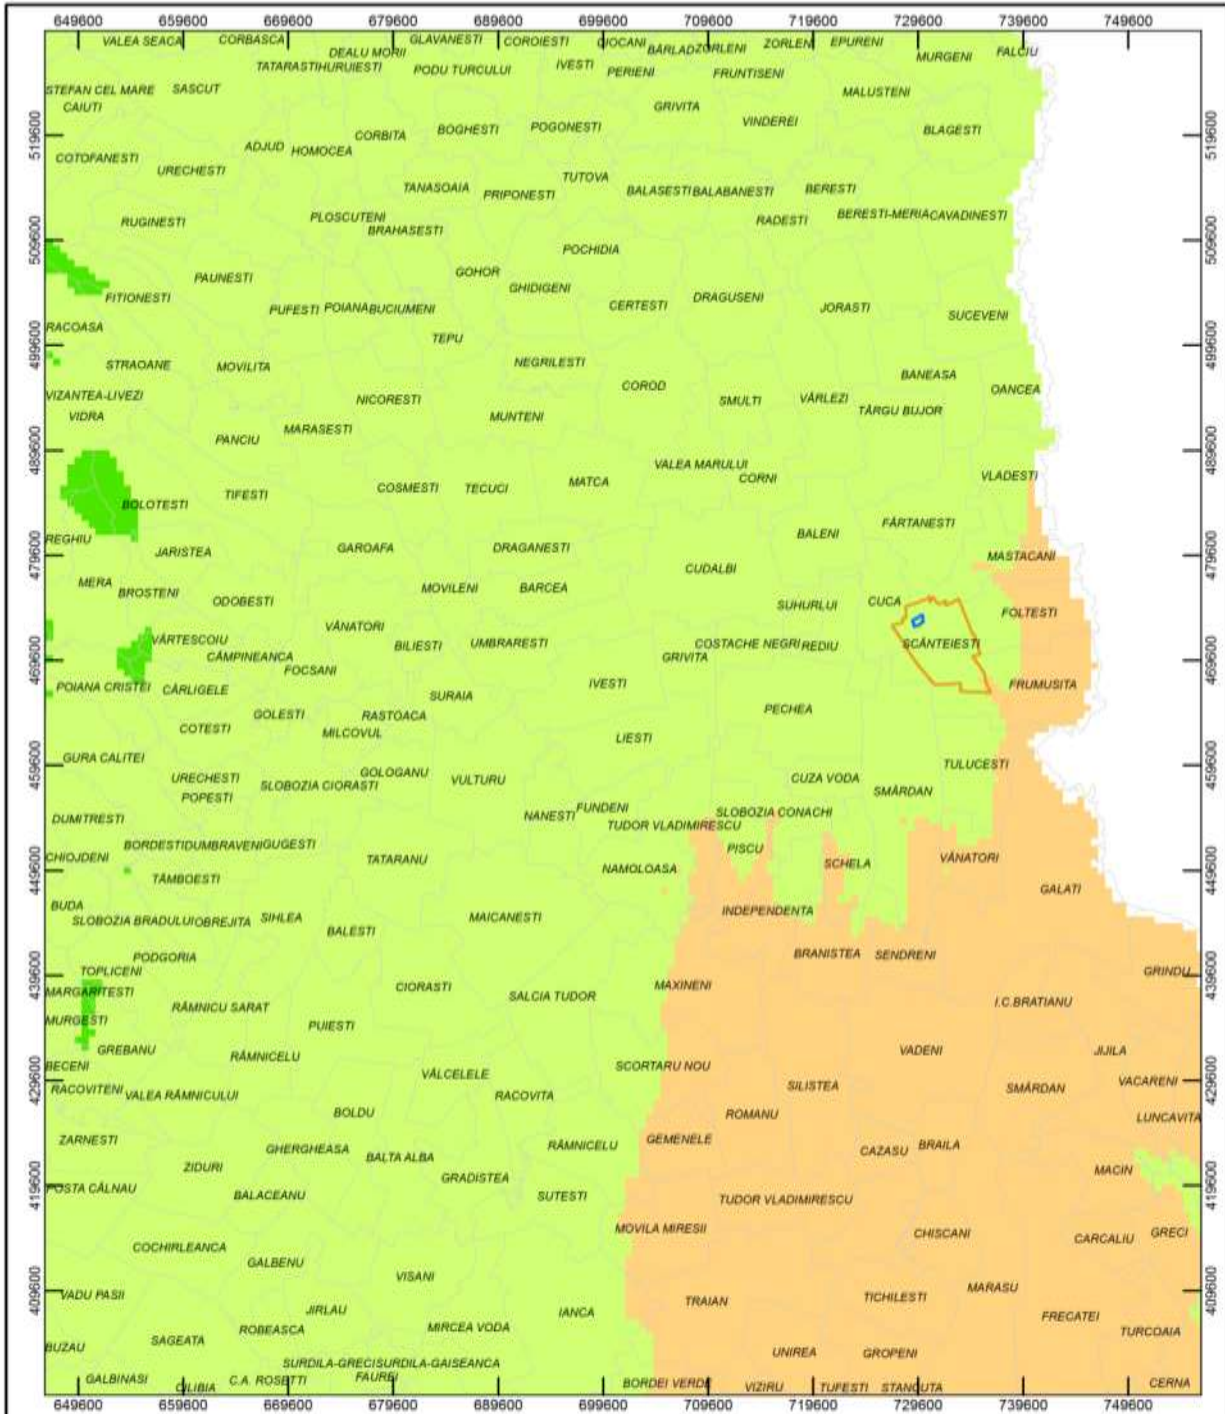 649600 659600 669600 679600 689600 699600 709600 719600 729600 739600 749600
VALEA SEACA CORBASCA GLAVANESTI COROIESTI CIOCANI ZORLENI EPURENI
DEALU MORII BÂRLAD ZORLENI FALCIU
TATARASTI HURUIESTI PODU TURCULUI IVESTI PERIENI FRUNTISENI MURGENI
STEFAN CEL MARE SASCUT MALUSTENI
CAIUTI GRIVITA
519600 CORBITA BOGHESTI POGONESTI VINDEREI BLAGESTI 519600
COTOFANESTI ADJUD HOMOCEA
URECHESTI TUTOVA
TANASOAIA PRIPONESTI BALASESTI BALABANESTI BERESTI
RUGINESTI PLOSCUTENI RADESTI BERESTI-MERIA CAVADINESTI
BRAHASESTI
509600 POCHIDIA 509600
PAUNESTI GOHOR
FITIONESTI GHIDIGENI DRAGUSENI
PUFESTI POIANA BUCIUMENI CERTESTI JORASTI SUCEVENI
RACOASA
499600 TEPU 499600
STRAOANE MOVILITA NEGRILESTI
COROD BANEASA OANCEA
VIZANTEA-LIVEZI NICORESTI SMULTI VÂRLEZI
VIDRA MUNTENI TÂRGU BUJOR
PANCIU MARASESTI
489600 489600
VALEA MARULUI CORNI VLADESTI
BOLOTESTI TIFESTI COSMESTI TECUCI MATCA
FÂRTANESTI
REGHIU BALENI
479600 JARISTEA GAROAFA DRAGANESTI MASTACANI 479600
MERA CUDALBI
BROSTENI ODOBESTI MOVILENI BARCEA SUHURLUI CUCA FOLTESTI
VÂRTESCOIU VÂNATORI
CÂMPINEANCA BILIESTI UMBRARESTI COSTACHE NEGRI REDIU SCÂNTEIESTI
469600 FOCSANI GRIVITA 469600
POIANA CRISTEI CÂRLIGELE SURAIA IVESTI FRUMUSITA
COTESTI GOLESTI RASTOACA PECHEA
MILCOVUL LIESTI
GURA CALITEI
459600 URECHESTI GOLOGANU VULTURU CUZA VODA TULUCESTI 459600
POPESTI SLOBOZIA CIORASTI SMÂRDAN
DUMITRESTI NANESTI FUNDENI SLOBOZIA CONACHI
TUDOR VLADIMIRESCU
BORDESTI DUMBRAVENI GUGESTI PISCU
CHIOJDENI TATARANU SCHELA VÂNATORI
449600 TÂMBOESTI NAMOLOASA GALATI 449600
BUDA
SLOBOZIA BRADULUI OBREJITA SIHLEA MAICANESTI INDEPENDENTA
BALESTI
PODGORIA BRANISTEA SENDRENI
439600 TOPLICENI GRINDU 439600
MARGARITESTI CIORASTI SALCIA TUDOR MAXINENI
RÂMNICU SARAT I.C.BRATIANU
MURGESTI PUIESTI
GREBANU RÂMNICELU VADENI JIJILA
429600 BECENI VÂLCELELE SCORTARU NOU 429600
RACOVITENI VALEA RÂMNICULUI RACOVITA SILISTEA SMÂRDAN VACARENI
BOLDU ROMANU LUNCAVITA
ZARNESTI GHERGHEASA RÂMNICELU GEMENELE CAZASU BRAILA
ZIDURI BALTA ALBA GRADISTEA MACIN
419600 POSTA CÂLNAU BALACEANU SUTESTI TUDOR VLADIMIRESCU 419600
MOVILA MIRESII CHISCANI CARCALIU GRECI
COCHIRLEANCA GALBENU
VISANI
409600 VADU PASII TRAIAN TICHILESTI MARASU 409600
JIRLAU IANCA FRECATEI
SAGEATA ROBEASCA MIRCEA VODA TURCOAIA
BUZAU UNIREA GROPENI
SURDILA-GRECI SURDILA-GAISEANCA
GALBINASI CILIBIA C.A. ROSETTI FAUREI BORDEI VERDE VIZIRU TUFESTI STANCUTA CERNA
649600 659600 669600 679600 689600 699600 709600 719600 729600 739600 749600